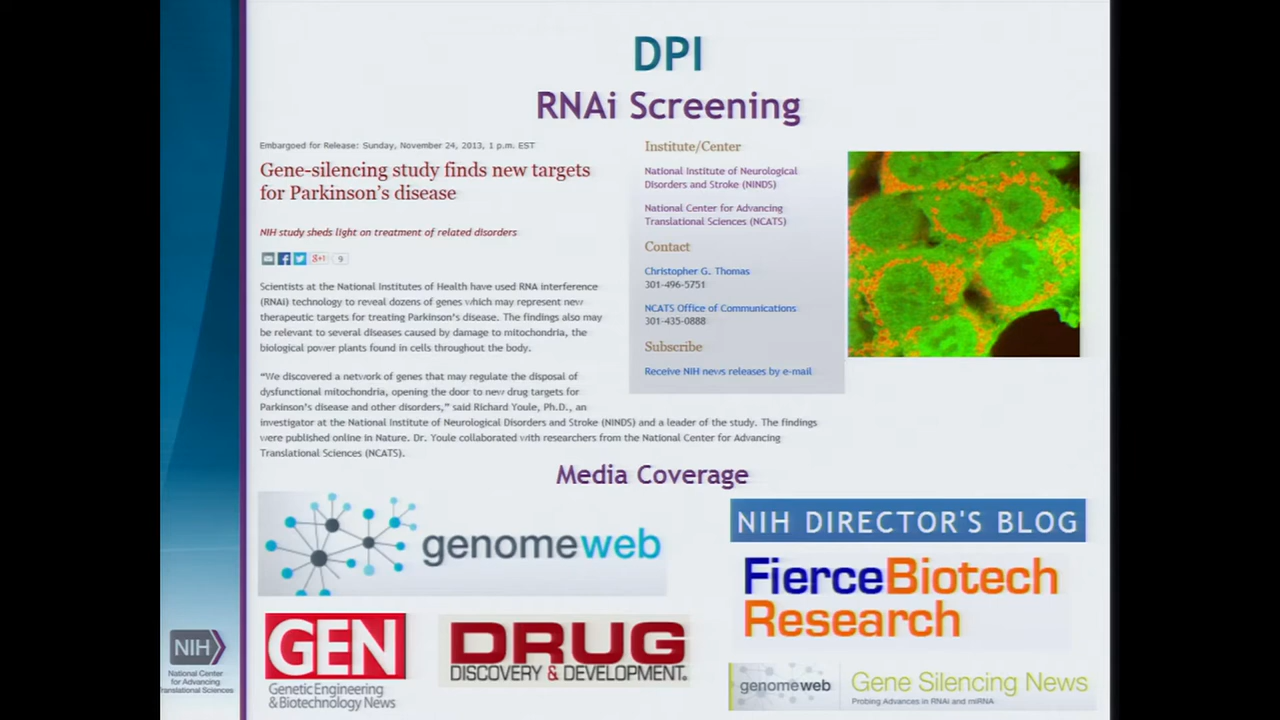 DPI
RNAi Screening
Embargoed for Release: Sunday, November 24, 2013, 1 p.m. EST
Gene-silencing study finds new targets
for Parkinson's disease
NIH study sheds light on treatment of related disorders
g+1 9
Scientists at the National Institutes of Health have used RNA interference
(RNAi) technology to reveal dozens of genes which may represent new
therapeutic targets for treating Parkinson's disease. The findings also may
be relevant to several diseases caused by damage to mitochondria, the
biological power plants found in cells throughout the body.
"We discovered a network of genes that may regulate the disposal of
dysfunctional mitochondria, opening the door to new drug targets for
Parkinson's disease and other disorders," said Richard Youle, Ph.D., an
investigator at the National Institute of Neurological Disorders and Stroke (NINDS) and a leader of the study. The findings
were published online in Nature. Dr. Youle collaborated with researchers from the National Center for Advancing
Translational Sciences (NCATS).
Institute/Center
National Institute of Neurological
Disorders and Stroke (NINDS)
National Center for Advancing
Translational Sciences (NCATS)
Contact
Christopher G. Thomas
301-496-5751
NCATS Office of Communications
301-435-0888
Subscribe
Receive NIH news releases by e-mail
Media Coverage
genomeweb
NIH DIRECTOR'S BLOG
FierceBiotech
Research
GEN
Genetic Engineering
& Biotechnology News
DRUG
DISCOVERY & DEVELOPMENT®
genomeweb Gene Silencing News
Probing Advances in RNAi and miRNA
NIH
National Center
for Advancing
Translational Sciences